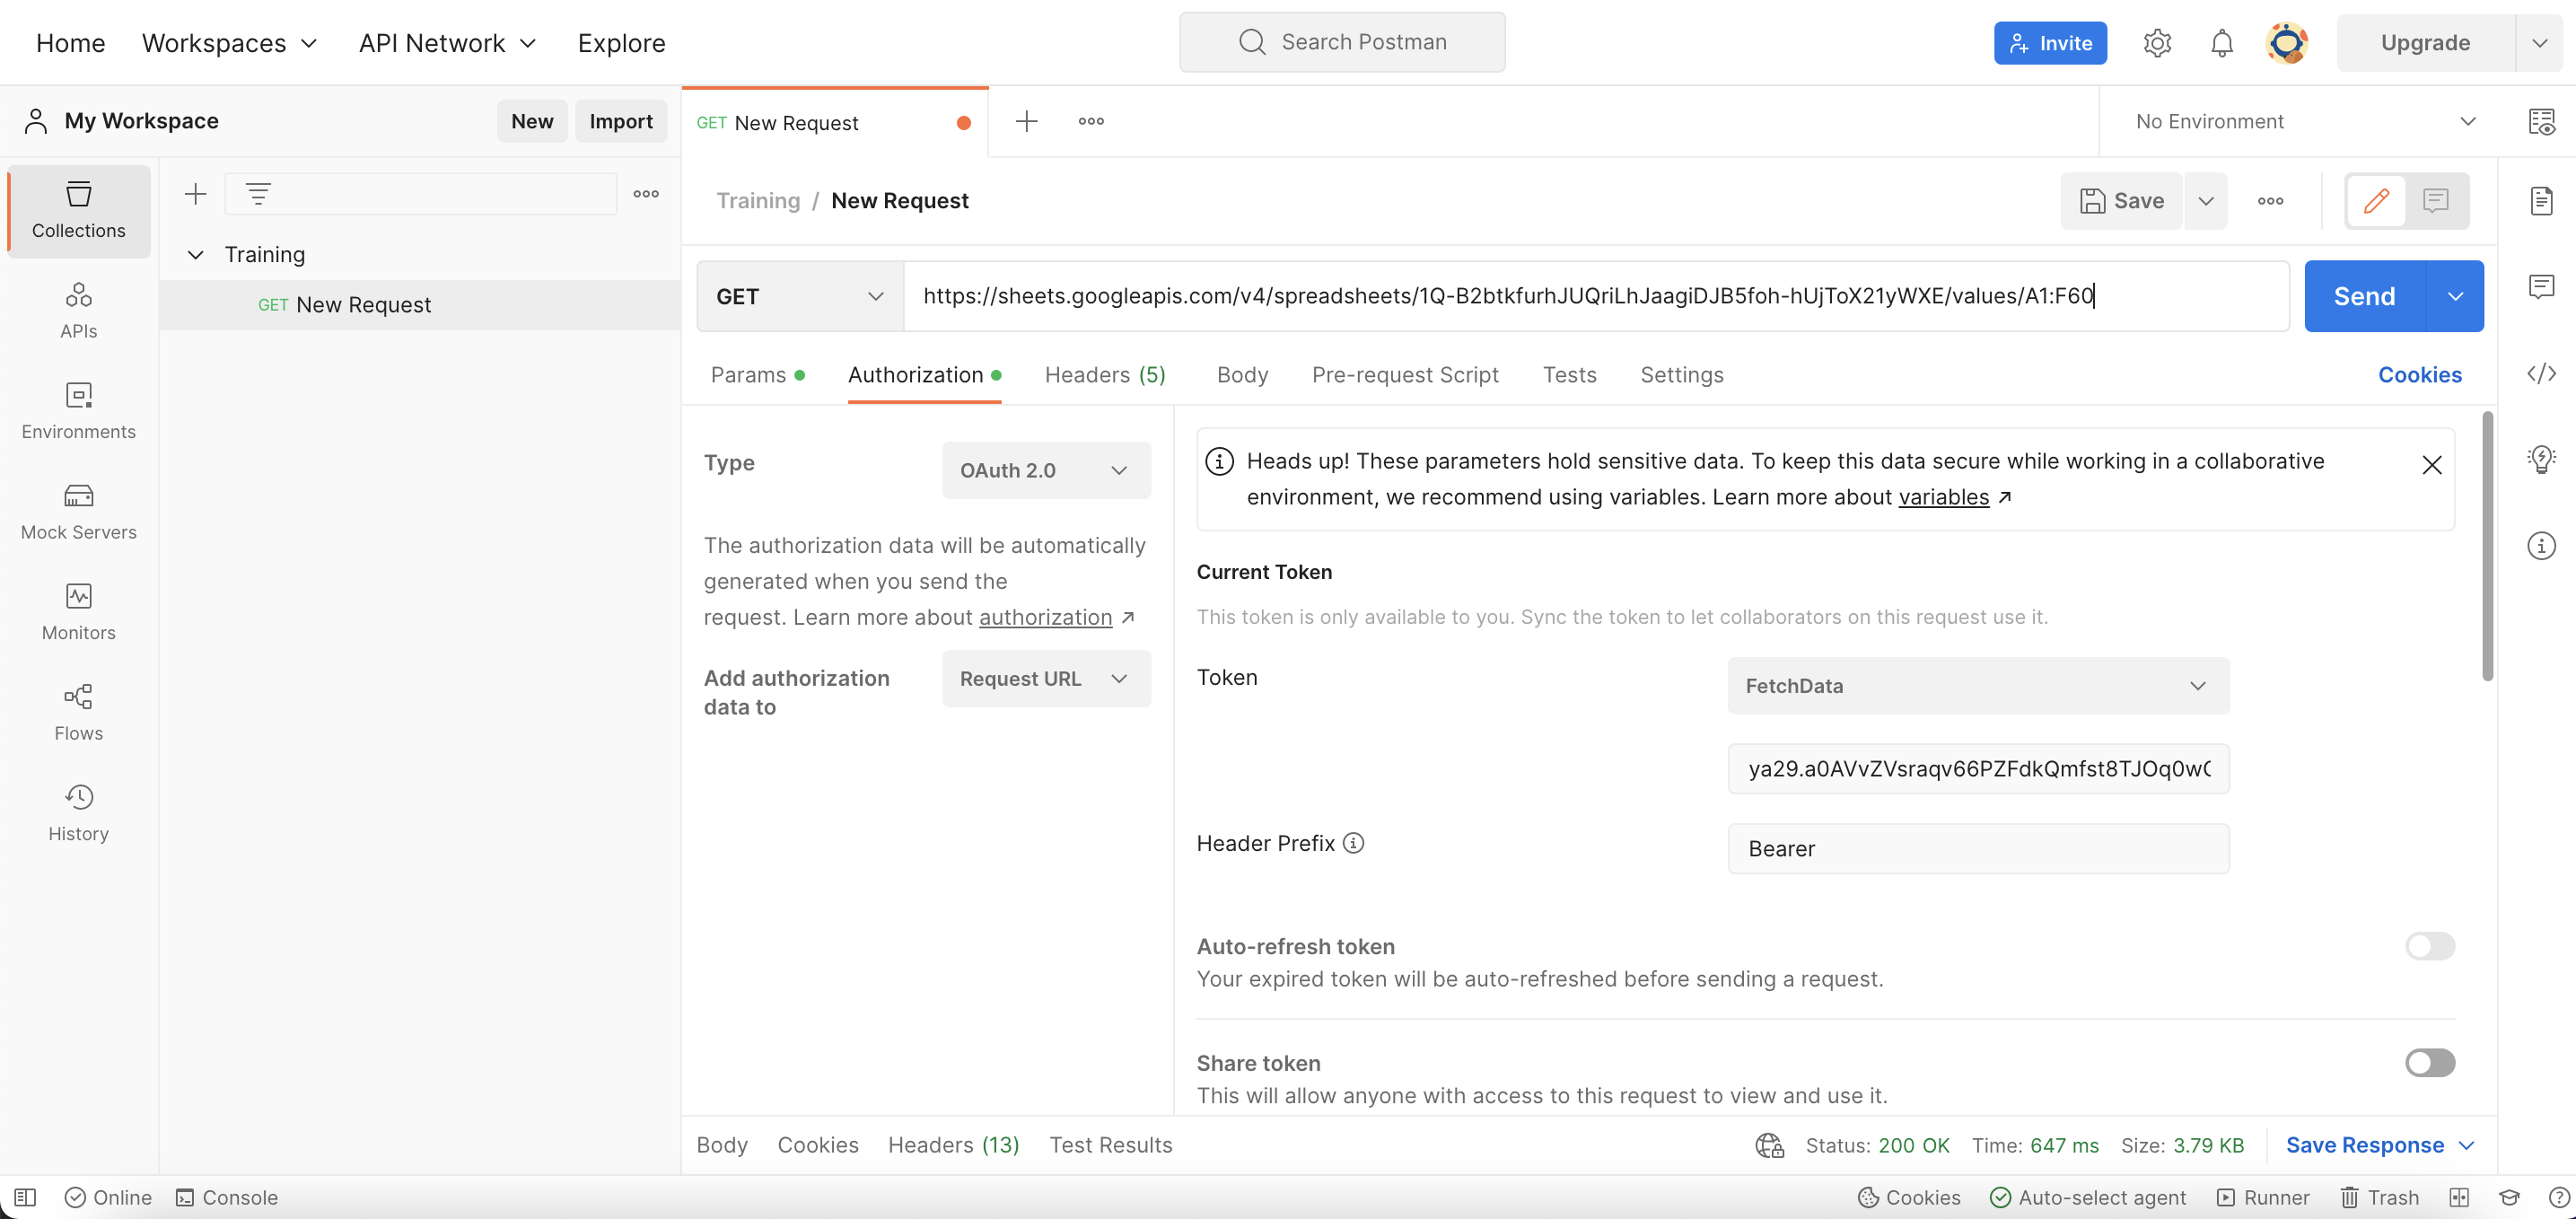 Home Workspaces API Network Explore Search Postman Invite Upgrade
My Workspace New Import GET New Request No Environment
Collections
APIs
Environments
Mock Servers
Monitors
Flows
History
Training
GET New Request
Training / New Request Save
GET https://sheets.googleapis.com/v4/spreadsheets/1Q-B2btkfurhJUQriLhJaagiDJB5foh-hUjToX21yWXE/values/A1:F60 Send
Params Authorization Headers (5) Body Pre-request Script Tests Settings Cookies
Type OAuth 2.0
The authorization data will be automatically
generated when you send the
request. Learn more about authorization ↗
Add authorization
data to
Request URL
Heads up! These parameters hold sensitive data. To keep this data secure while working in a collaborative
environment, we recommend using variables. Learn more about variables ↗
Current Token
This token is only available to you. Sync the token to let collaborators on this request use it.
Token FetchData
ya29.a0AVvZVsraqv66PZFdkQmfst8TJOq0w
Header Prefix Bearer
Auto-refresh token
Your expired token will be auto-refreshed before sending a request.
Share token
This will allow anyone with access to this request to view and use it.
Body Cookies Headers (13) Test Results Status: 200 OK Time: 647 ms Size: 3.79 KB Save Response
Online Console Cookies Auto-select agent Runner Trash